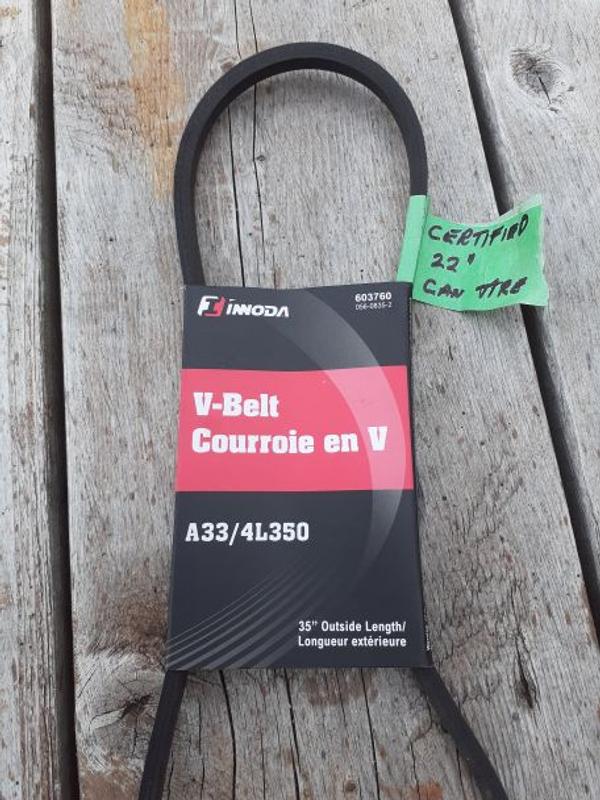 CERTIFIED
22"
CAN TIRE
INNODA
603760
056-0835-2
V-Belt
Courroie en V
A33/4L350
35" Outside Length/
Longueur extérieure